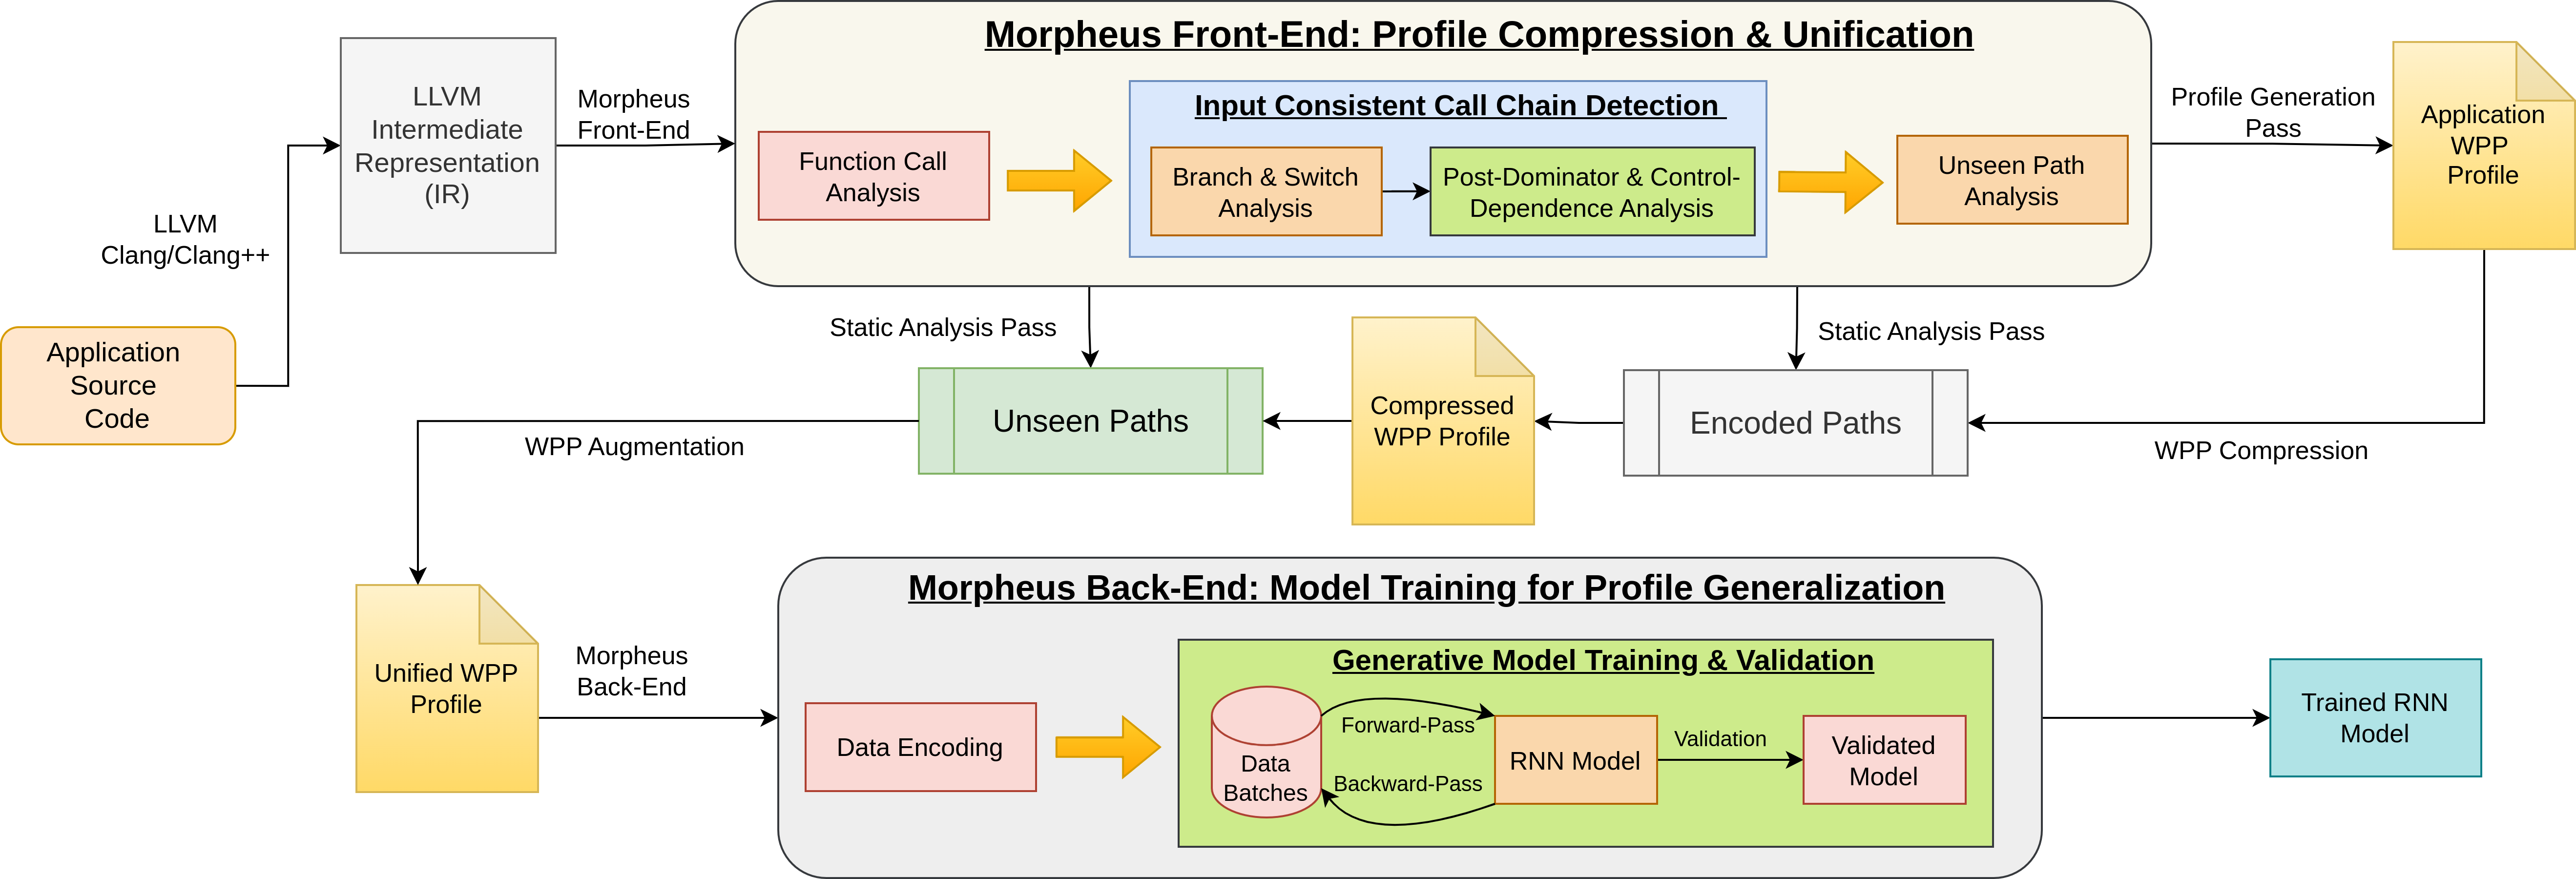 Morpheus Front-End: Profile Compression & Unification
LLVM
Intermediate
Representation
(IR)
Morpheus
Front-End
Function Call
Analysis
Input Consistent Call Chain Detection
Branch & Switch
Analysis
Post-Dominator & Control-
Dependence Analysis
Unseen Path
Analysis
Profile Generation
Pass
Application
WPP
Profile
LLVM
Clang/Clang++
Application
Source
Code
Static Analysis Pass
Static Analysis Pass
Unseen Paths
Compressed
WPP Profile
Encoded Paths
WPP Augmentation
WPP Compression
Unified WPP
Profile
Morpheus
Back-End
Morpheus Back-End: Model Training for Profile Generalization
Data Encoding
Generative Model Training & Validation
Data
Batches
Forward-Pass
Backward-Pass
RNN Model
Validation
Validated
Model
Trained RNN
Model